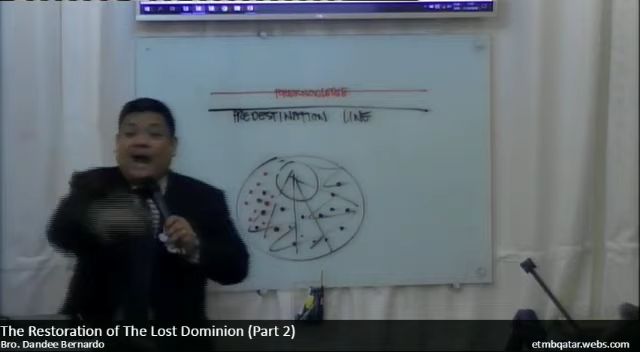 FOREKNOWLEDGE
PREDESTINATION LINE
The Restoration of The Lost Dominion (Part 2)
Bro. Dandee Bernardo
etmbqatar.webs.com